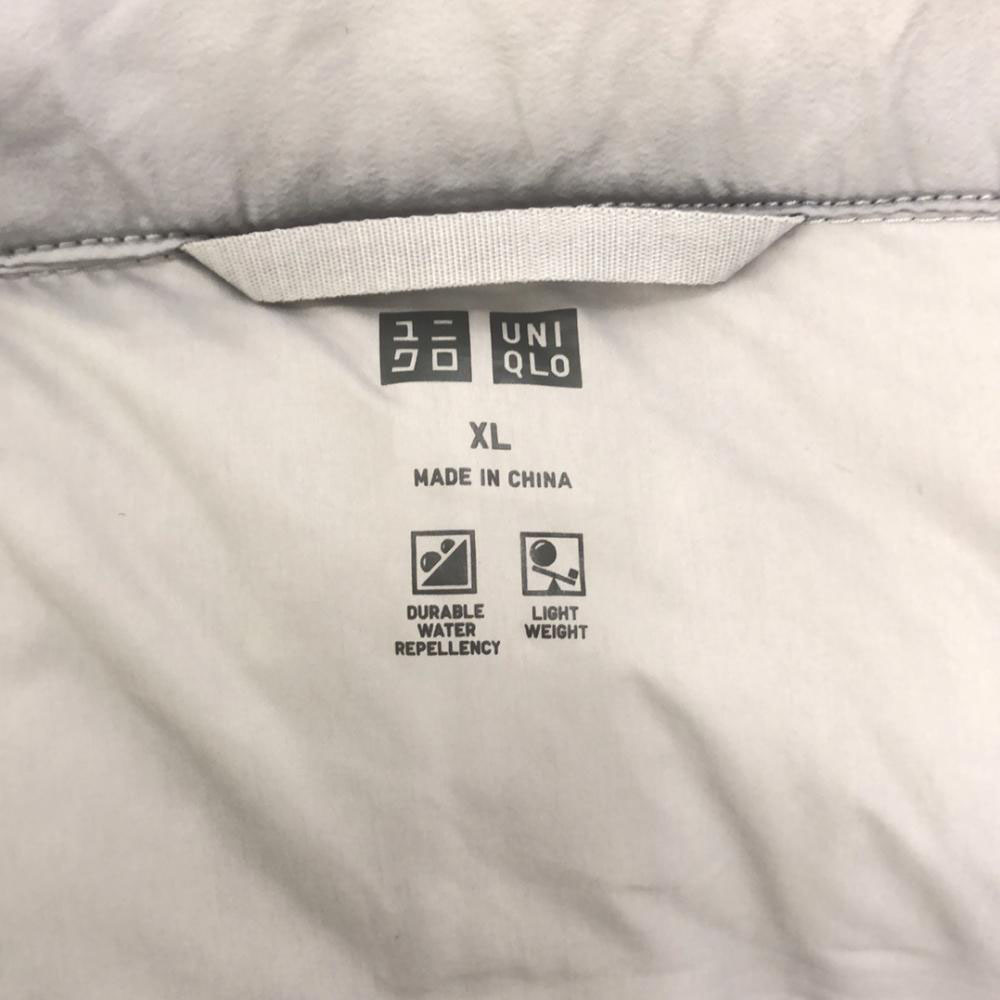 ユニ
クロ
UNI
QLO
XL
MADE IN CHINA
DURABLE
WATER
REPELLENCY
LIGHT
WEIGHT